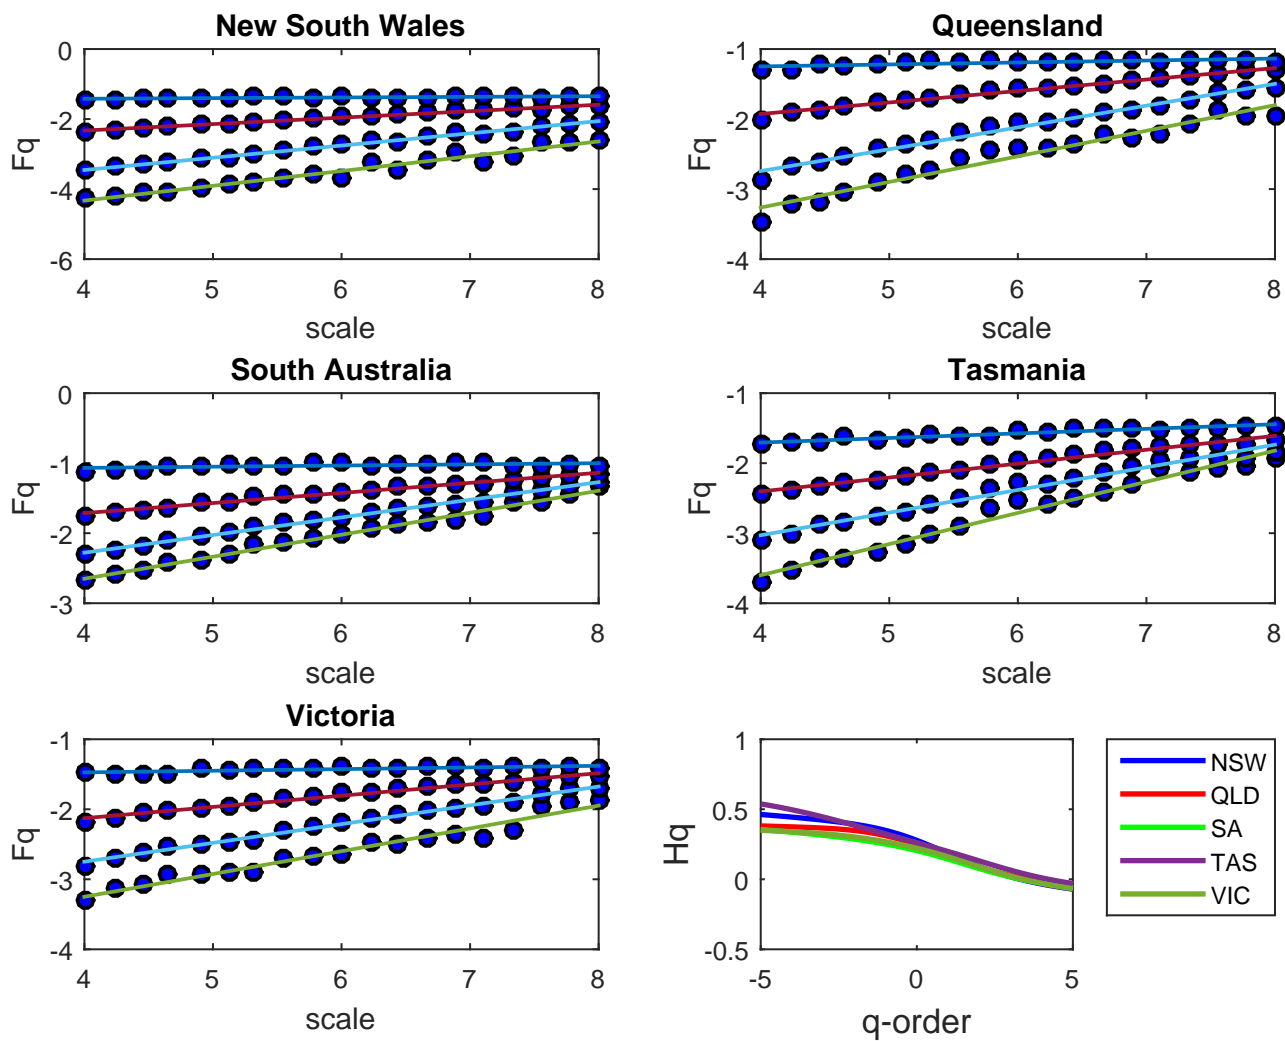 New South Wales
0
-2
-4
-6
Fq
4 5 6 7 8
scale
Queensland
-1
-2
-3
-4
Fq
4 5 6 7 8
scale
South Australia
0
-1
-2
-3
Fq
4 5 6 7 8
scale
Tasmania
-1
-2
-3
-4
Fq
4 5 6 7 8
scale
Victoria
-1
-2
-3
-4
Fq
4 5 6 7 8
scale
1
0.5
0
-0.5
Hq
-5 0 5
q-order
NSW
QLD
SA
TAS
VIC